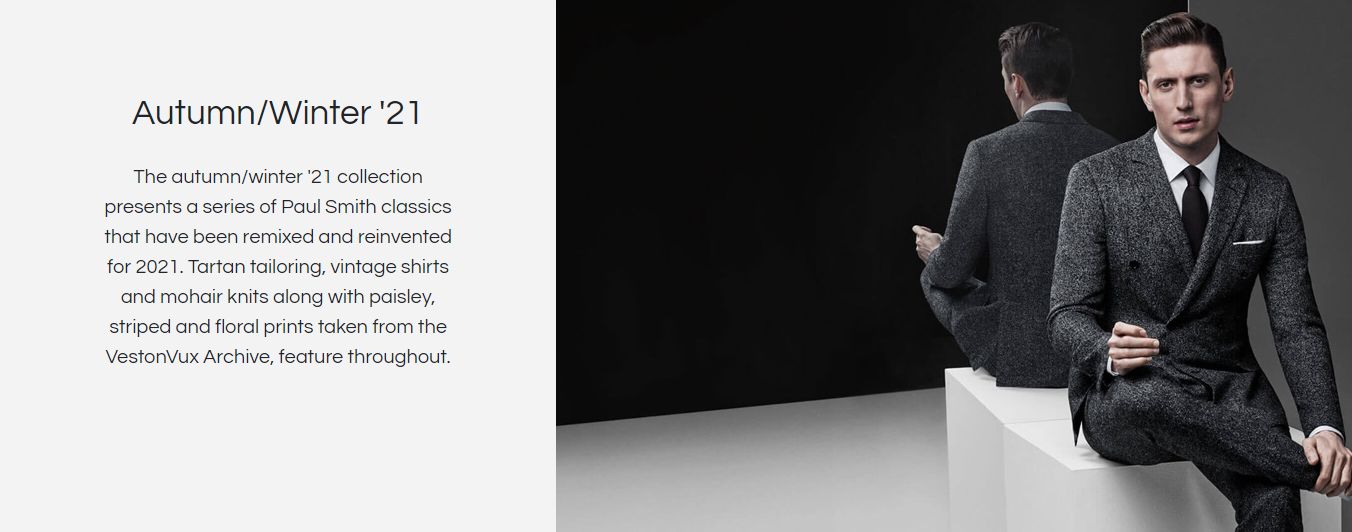 Autumn/Winter '21
The autumn/winter '21 collection
presents a series of Paul Smith classics
that have been remixed and reinvented
for 2021. Tartan tailoring, vintage shirts
and mohair knits along with paisley,
striped and floral prints taken from the
VestonVux Archive, feature throughout.